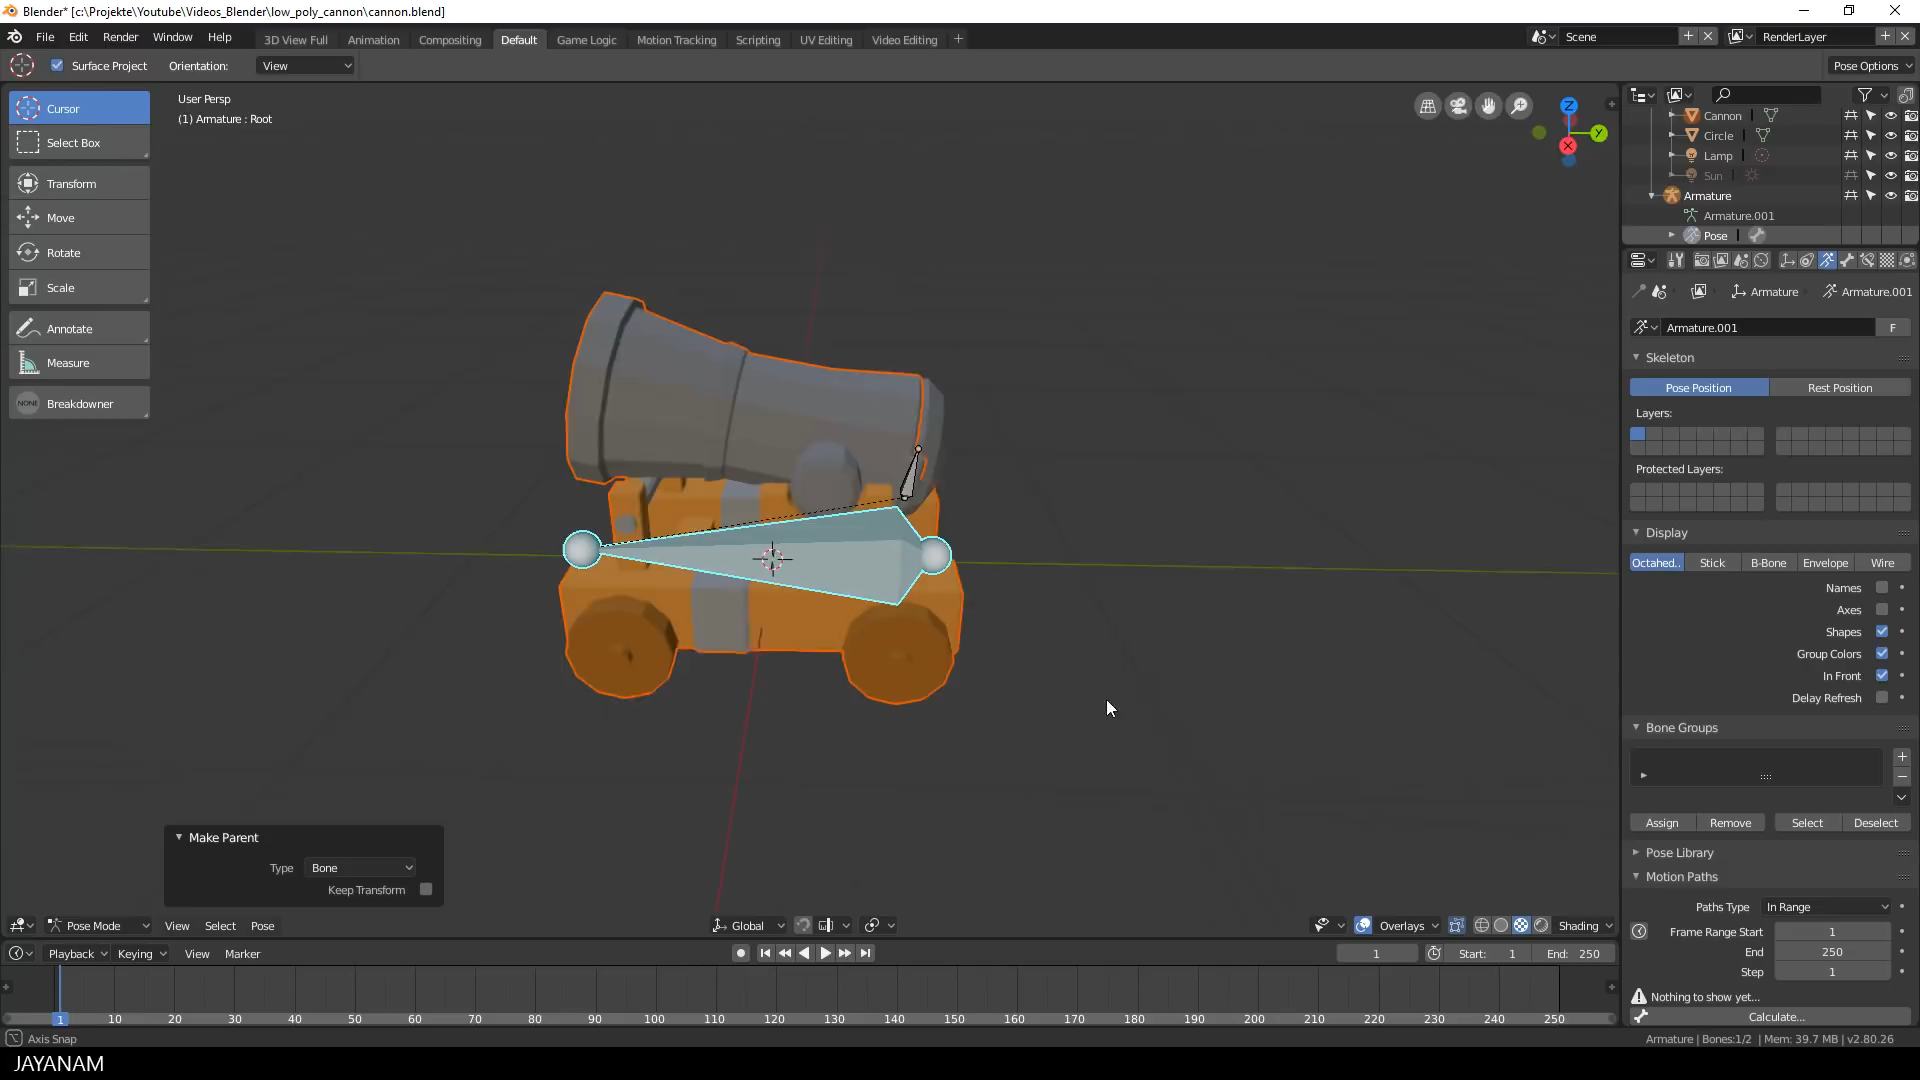 Blender* [c:\Projekte\Youtube\Videos_Blender\low_poly_cannon\cannon.blend]
File Edit Render Window Help 3D View Full Animation Compositing Default Game Logic Motion Tracking Scripting UV Editing Video Editing Scene RenderLayer
Surface Project Orientation: View Pose Options
User Persp
(1) Armature : Root
Cursor
Select Box
Transform
Move
Rotate
Scale
Annotate
Measure
NONE Breakdowner
Z
Y
X
Cannon
Circle
Lamp
Sun
Armature
Armature.001
Pose
Armature Armature.001
Armature.001 F
Skeleton
Pose Position Rest Position
Layers:
Protected Layers:
Display
Octahed.. Stick B-Bone Envelope Wire
Names
Axes
Shapes
Group Colors
In Front
Delay Refresh
Bone Groups
Assign Remove Select Deselect
Pose Library
Motion Paths
Paths Type In Range
Frame Range Start 1
End 250
Step 1
Nothing to show yet...
Calculate...
Make Parent
Type Bone
Keep Transform
Pose Mode View Select Pose Global Overlays Shading
Playback Keying View Marker 1 Start: 1 End: 250
1 10 20 30 40 50 60 70 80 90 100 110 120 130 140 150 160 170 180 190 200 210 220 230 240 250
Axis Snap Armature | Bones:1/2 | Mem: 39.7 MB | v2.80.26
JAYANAM